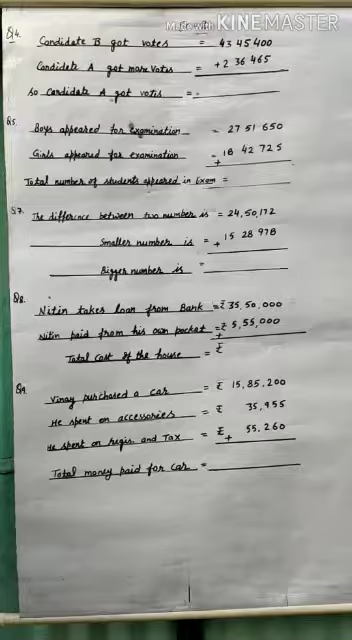 Made with KINEMASTER
Q4. Candidate B got votes = 43 45 400
Candidate A got more votes = +2 36 465
So Candidate A got votis =
Q5. Boys appeared for examination = 27 51 650
Girls appeared for examination = +18 42 725
Total number of students appeared in Exam =
Q7. The difference between two number is = 24,50,172
Smaller number is = + 15 28 978
Bigger number is =
Q8. Nitin takes loan from Bank = ₹ 35,50,000
Nitin paid from his own pocket = +₹ 5,55,000
Total cost of the house = ₹
Q9. Vinay purchased a car = ₹ 15,85,200
He spent on accessories = ₹ 35,955
He spent on regis. and Tax = ₹ + 55,260
Total money paid for car =